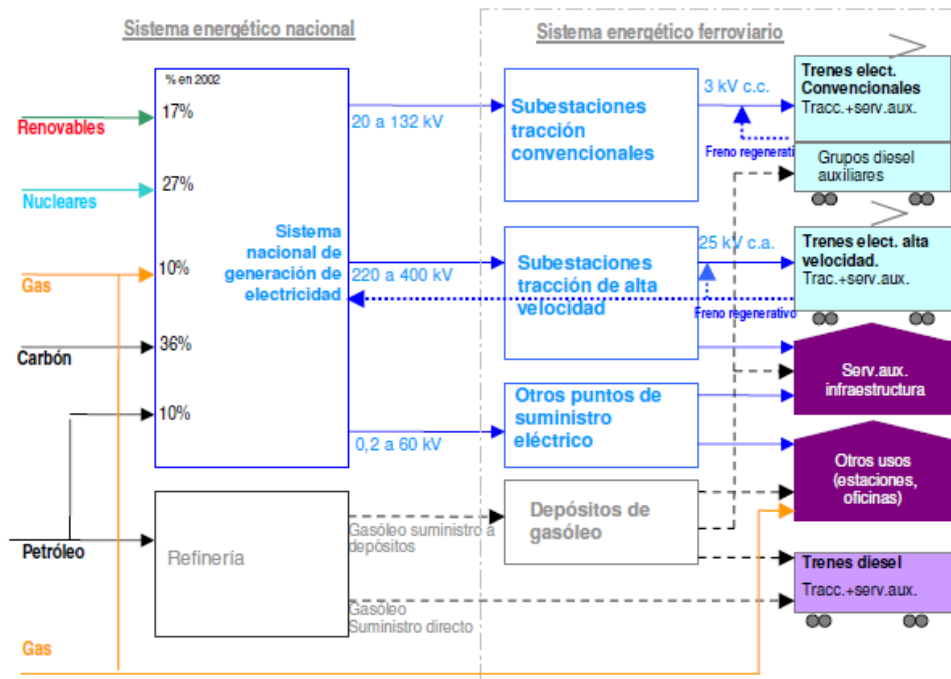 Sistema energético nacional
Sistema energético ferroviario
% en 2002
17%
27%
10%
36%
10%
Renovables
Nucleares
Gas
Carbón
Petróleo
Gas
Sistema
nacional de
generación de
electricidad
Refinería
20 a 132 kV
220 a 400 kV
0,2 a 60 kV
Gasóleo suministro a
depósitos
Gasóleo
Suministro directo
Subestaciones
tracción
convencionales
Subestaciones
tracción de alta
velocidad
Otros puntos de
suministro
eléctrico
Depósitos de
gasóleo
3 kV c.c.
Freno regenerati
25 kV c.a.
Freno regenerativo
Trenes elect.
Convencionales
Tracc.+serv.aux.
Grupos diesel
auxiliares
Trenes elect. alta
velocidad.
Trac.+serv.aux.
Serv.aux.
infraestructura
Otros usos
(estaciones,
oficinas)
Trenes diesel
Tracc.+serv.aux.